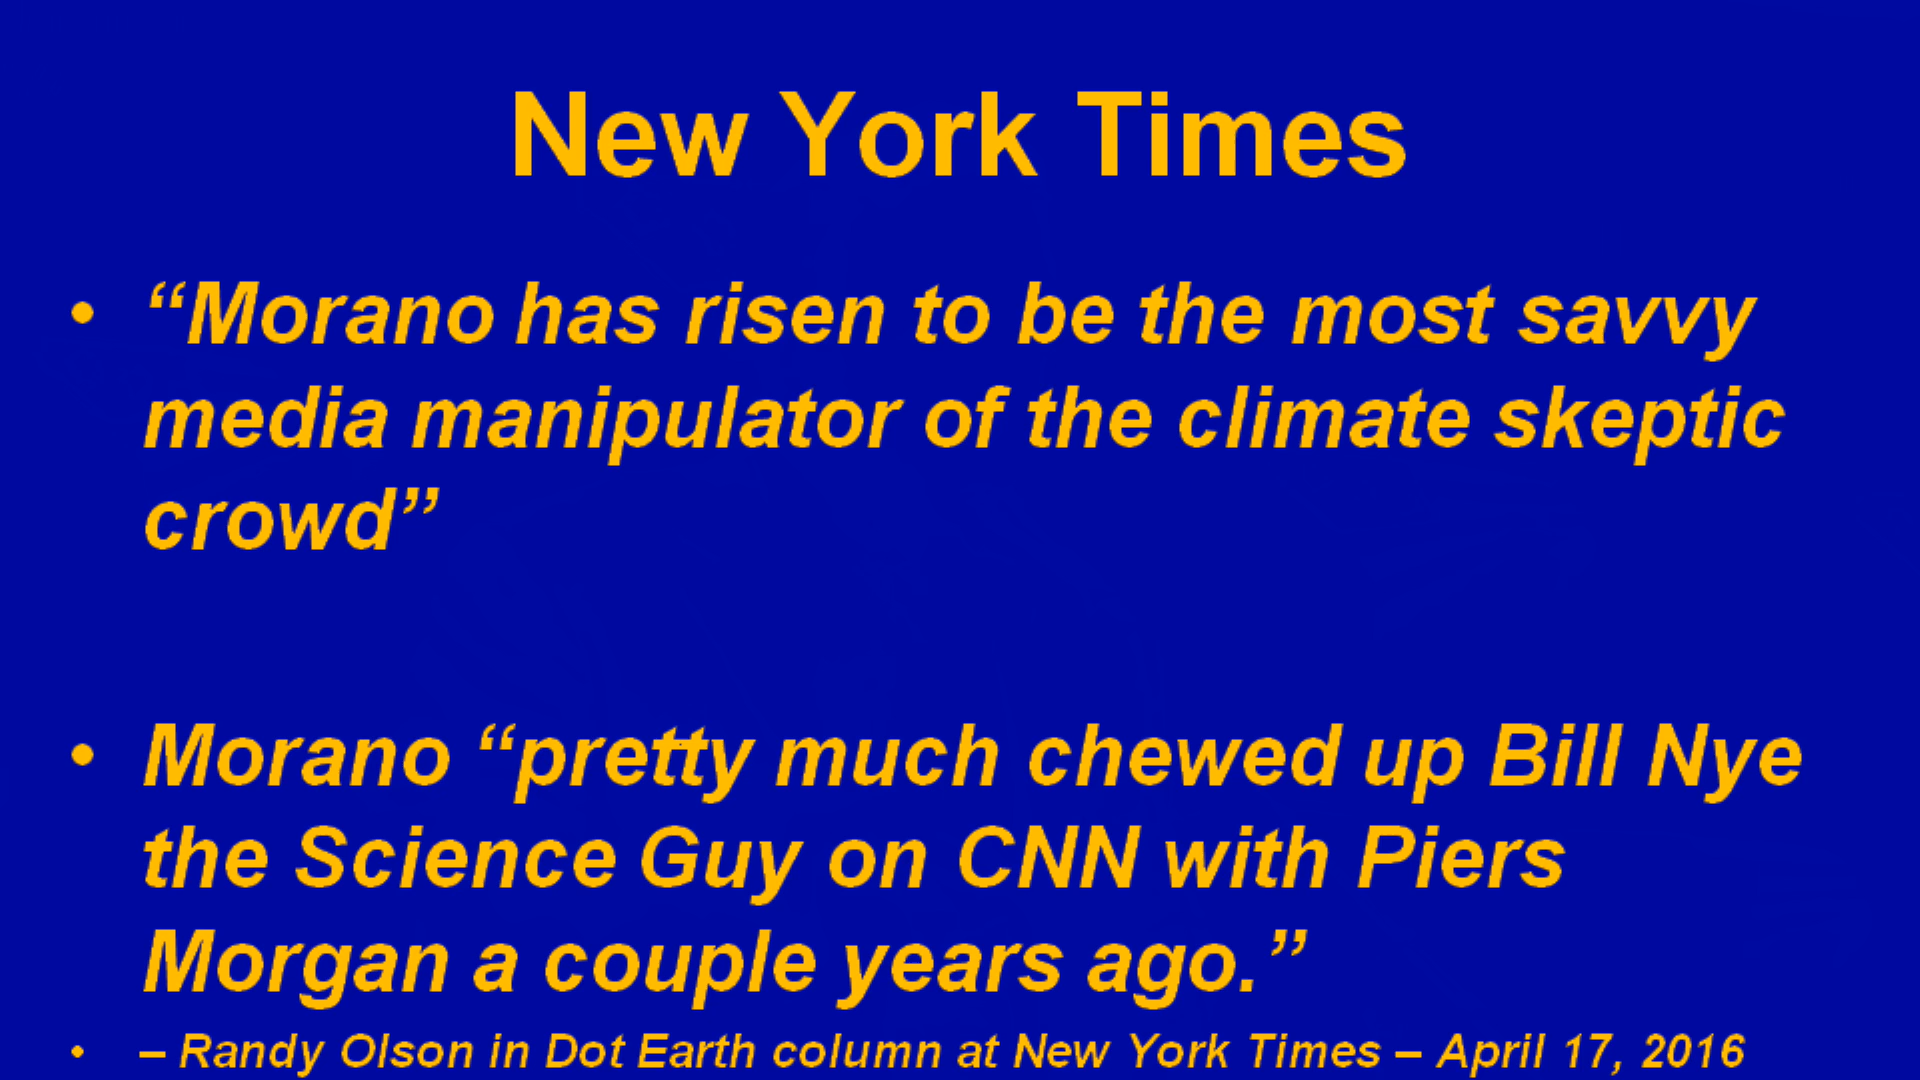 New York Times
• “Morano has risen to be the most savvy
media manipulator of the climate skeptic
crowd”
• Morano “pretty much chewed up Bill Nye
the Science Guy on CNN with Piers
Morgan a couple years ago.”
• – Randy Olson in Dot Earth column at New York Times – April 17, 2016